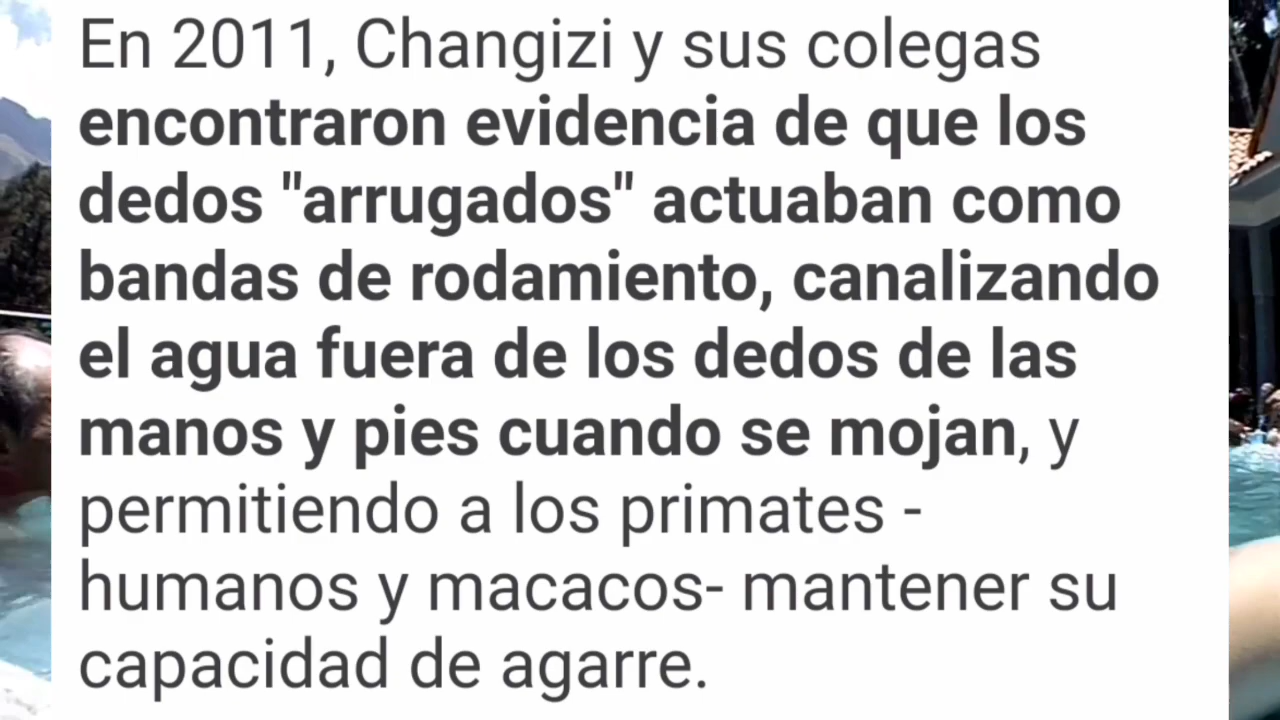 En 2011, Changizi y sus colegas
encontraron evidencia de que los
dedos "arrugados" actuaban como
bandas de rodamiento, canalizando
el agua fuera de los dedos de las
manos y pies cuando se mojan, y
permitiendo a los primates -
humanos y macacos- mantener su
capacidad de agarre.